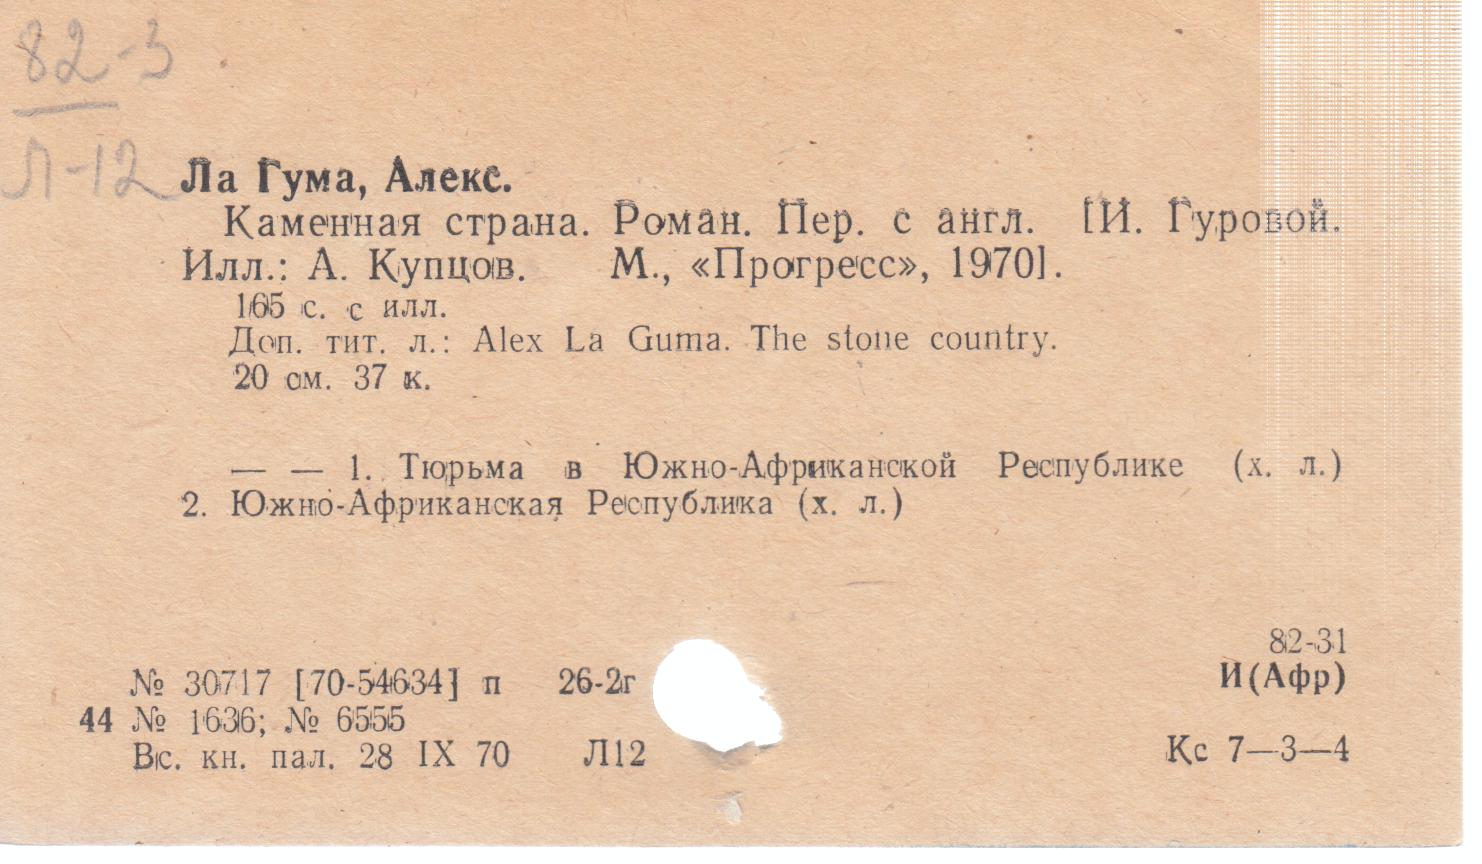 82-3
Л-12
Ла Гума, Алекс.
Каменная страна. Роман. Пер. с англ. [И. Гуровой.
Илл.: А. Купцов. М., «Прогресс», 1970].
165 с. с илл.
Доп. тит. л.: Alex La Guma. The stone country.
20 см. 37 к.
— — 1. Тюрьма в Южно-Африканской Республике (х. л.)
2. Южно-Африканская Республика (х. л.)
82-31
№ 30717 [70-54634] п 26-2г И(Афр)
44 № 1636; № 6555
Вс. кн. пал. 28 IX 70 Л12 Кс 7—3—4